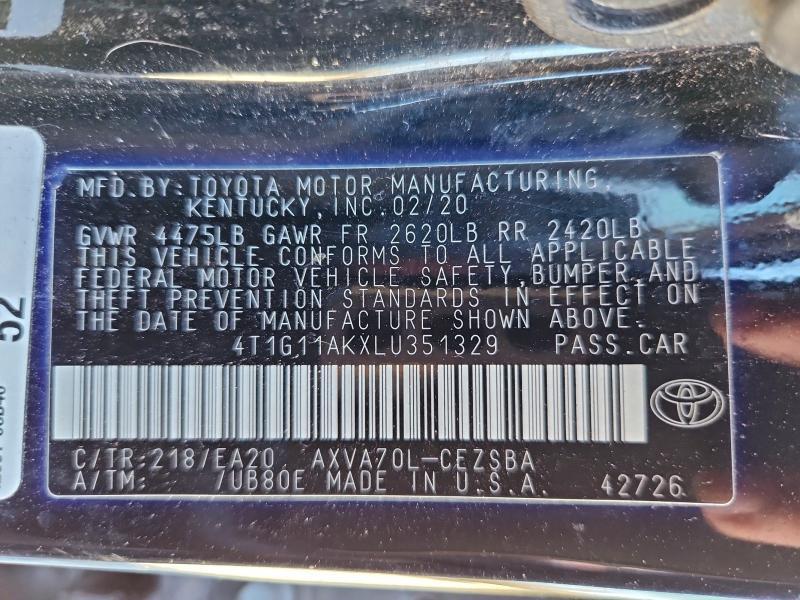 MFD.BY:TOYOTA MOTOR MANUFACTURING,
KENTUCKY, INC.02/20
GVWR 4475LB GAWR FR 2620LB RR 2420LB
THIS VEHICLE CONFORMS TO ALL APPLICABLE
FEDERAL MOTOR VEHICLE SAFETY,BUMPER,AND
THEFT PREVENTION STANDARDS IN EFFECT ON
THE DATE OF MANUFACTURE SHOWN ABOVE.
4T1G11AKXLU351329 PASS.CAR
C/TR:218/EA20 AXVA70L-CEZSBA
A/TM: /UB80E MADE IN U.S.A. 42726
52